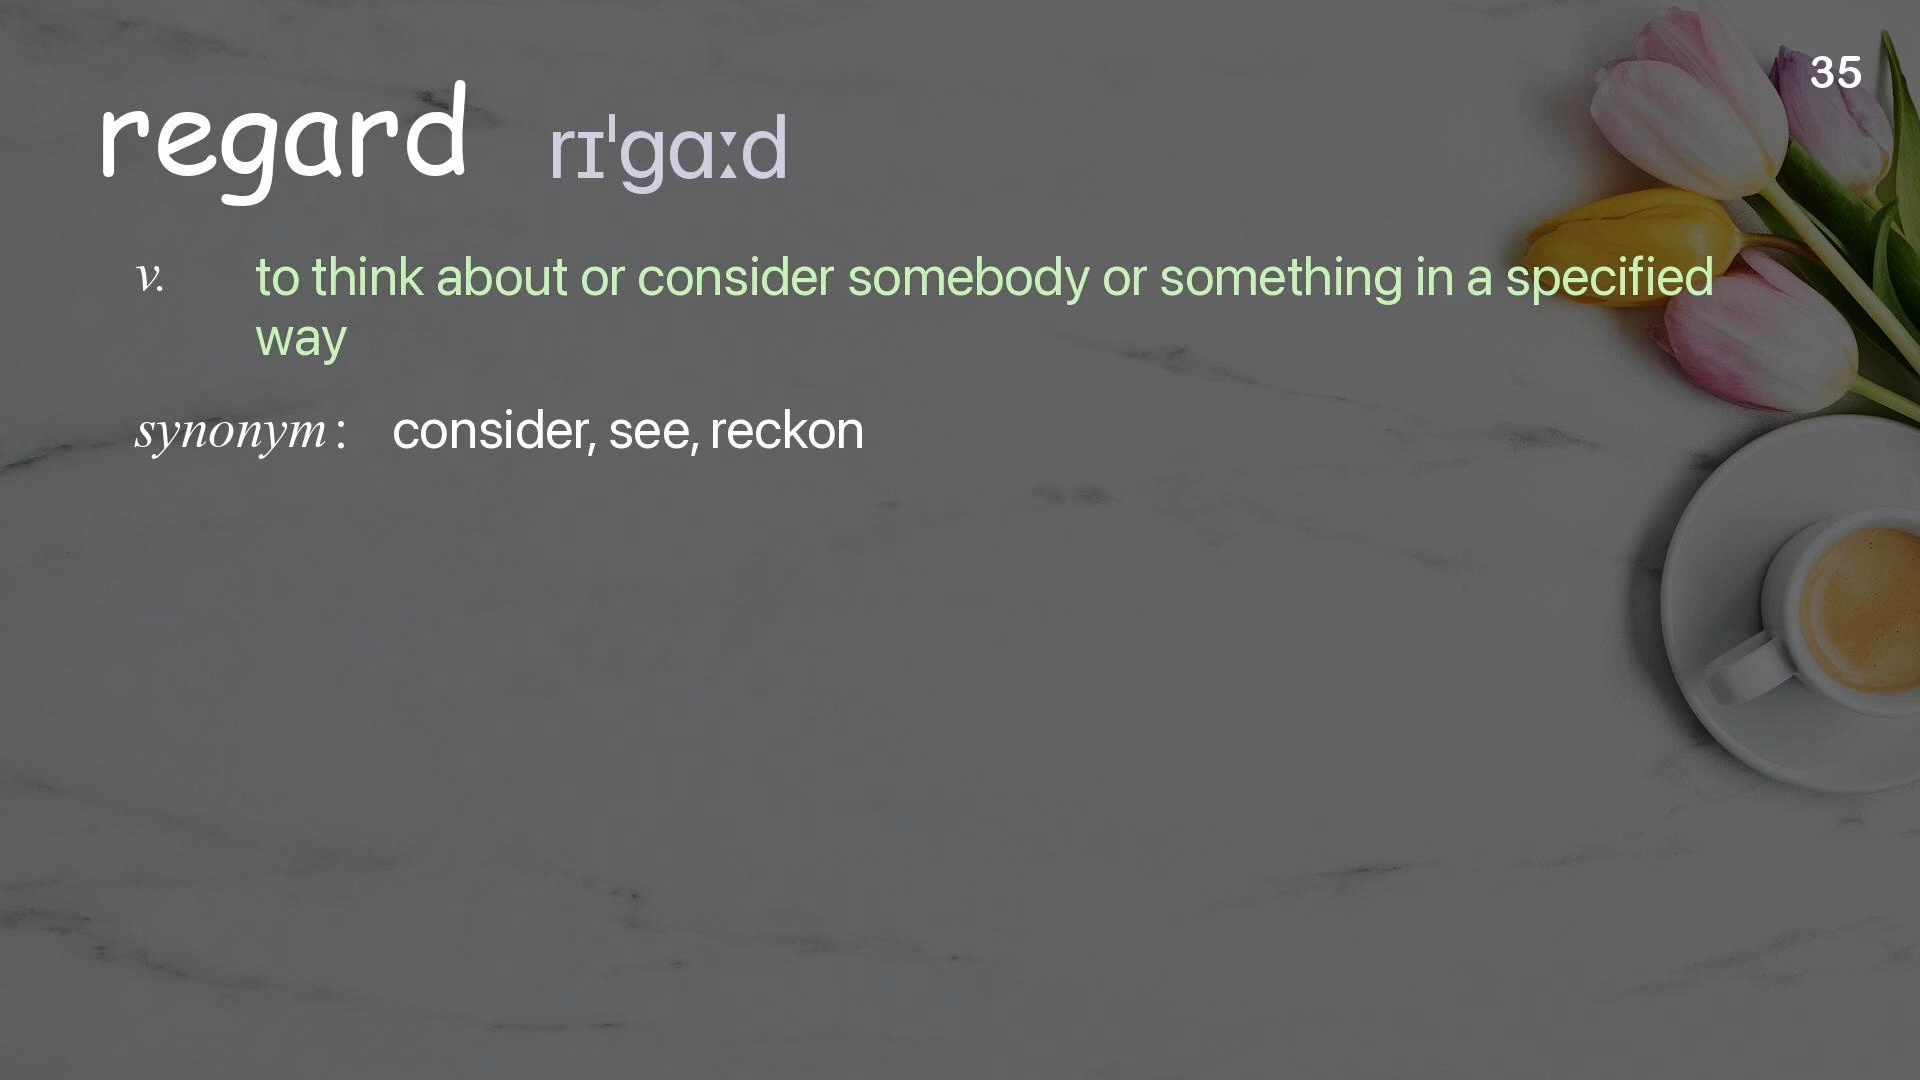 35
regard rɪˈɡɑːd
v. to think about or consider somebody or something in a specified
way
synonym: consider, see, reckon